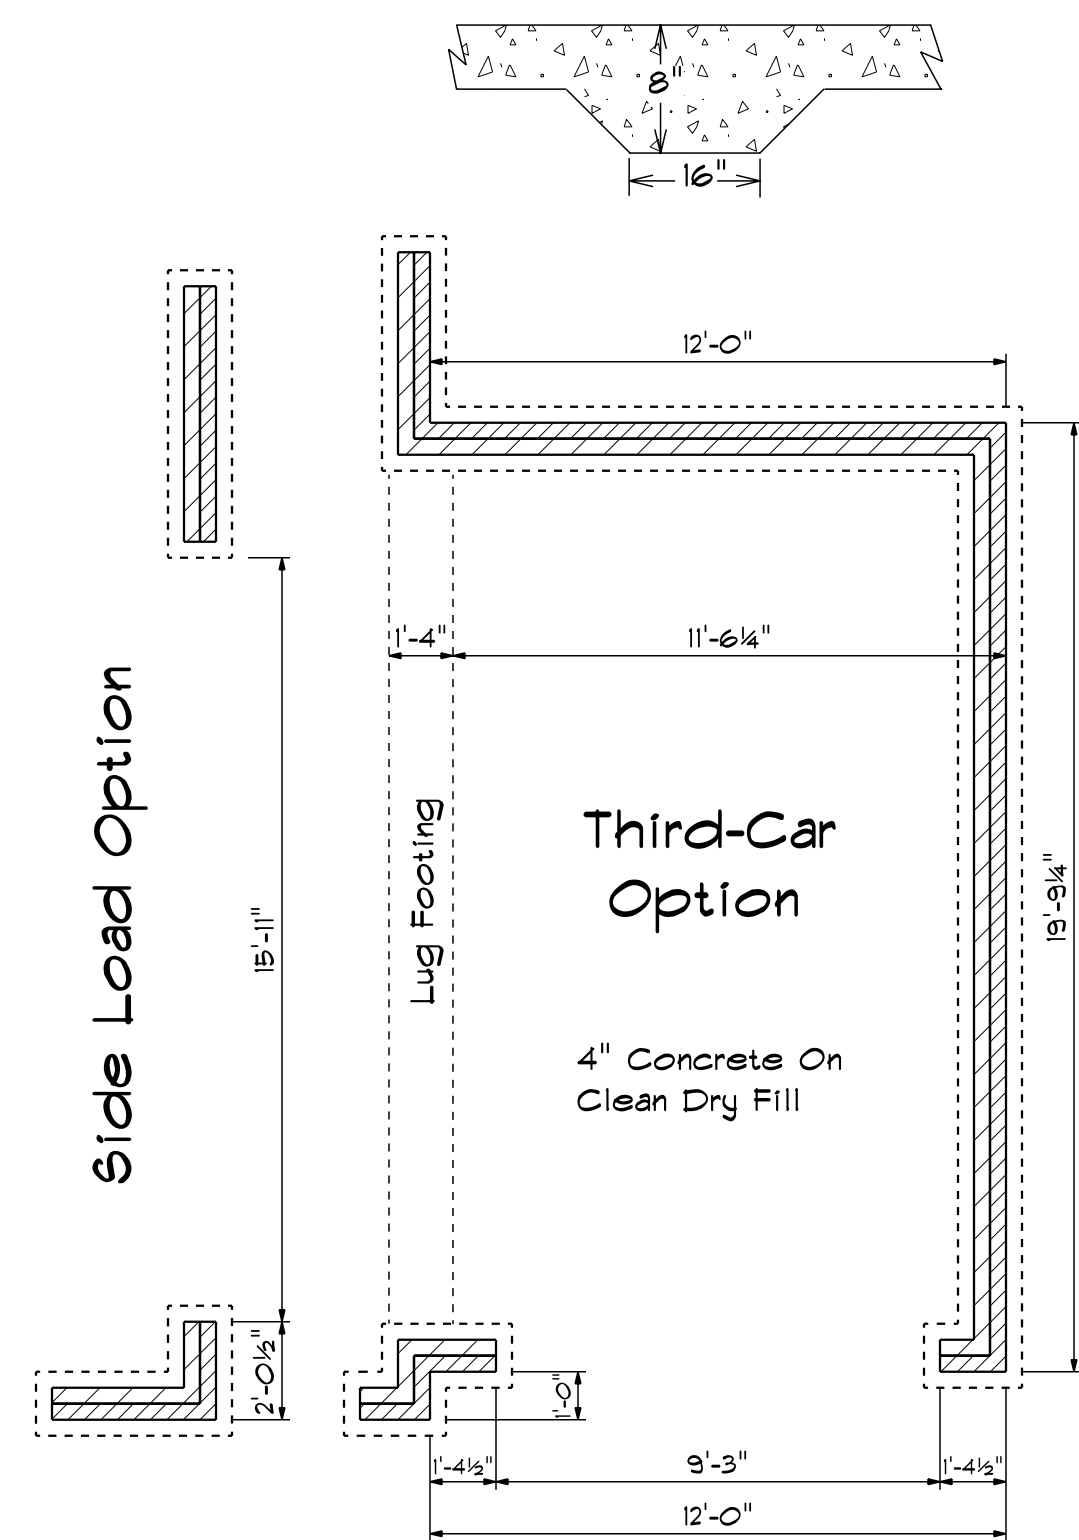 8"
16"
12'-0"
1'-4"
11'-6¼"
Side Load Option
15'-11"
Lug Footing
Third-Car
Option
19'-9¼"
4" Concrete On
Clean Dry Fill
2'-0½"
1'-0"
1'-4½"
9'-3"
1'-4½"
12'-0"